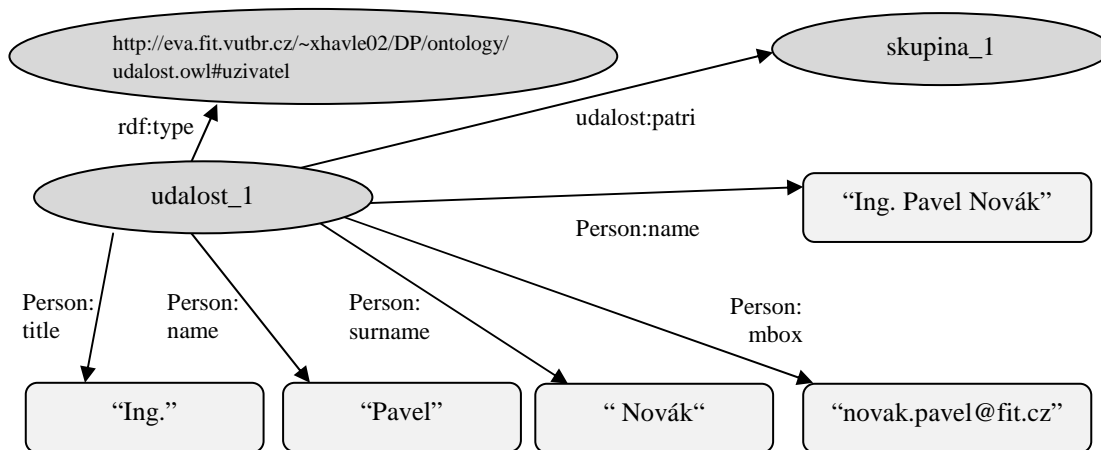 http://eva.fit.vutbr.cz/~xhavle02/DP/ontology/
udalost.owl#uzivatel
skupina_1
rdf:type
udalost:patri
udalost_1
“Ing. Pavel Novák”
Person:name
Person:
title
Person:
name
Person:
surname
Person:
mbox
“Ing.”
“Pavel”
“ Novák“
“novak.pavel@fit.cz”